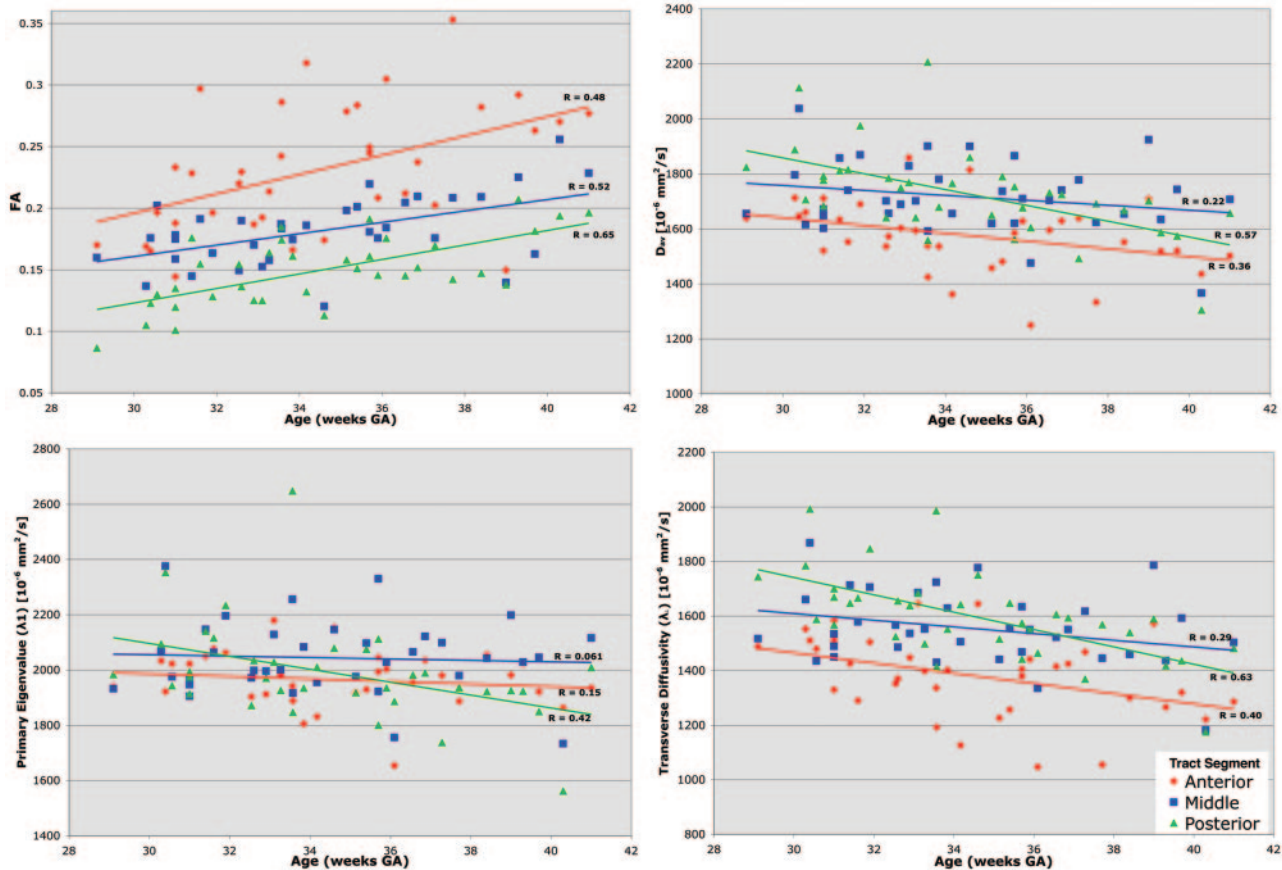 0.35
0.3
0.25
0.2
0.15
0.1
0.05
FA
R = 0.48
R = 0.52
R = 0.65
28 30 32 34 36 38 40 42
Age (weeks GA)
2400
2200
2000
1800
1600
1400
1200
1000
Dₐᵥ [10⁻⁶ mm²/s]
R = 0.22
R = 0.57
R = 0.36
28 30 32 34 36 38 40 42
Age (weeks GA)
2800
2600
2400
2200
2000
1800
1600
1400
Primary Eigenvalue (λ1) [10⁻⁶ mm²/s]
R = 0.061
R = 0.15
R = 0.42
28 30 32 34 36 38 40 42
Age (weeks GA)
2200
2000
1800
1600
1400
1200
1000
800
Transverse Diffusivity [10⁻⁶ mm²/s]
R = 0.29
R = 0.63
R = 0.40
Tract Segment
Anterior
Middle
Posterior
28 30 32 34 36 38 40 42
Age (weeks GA)